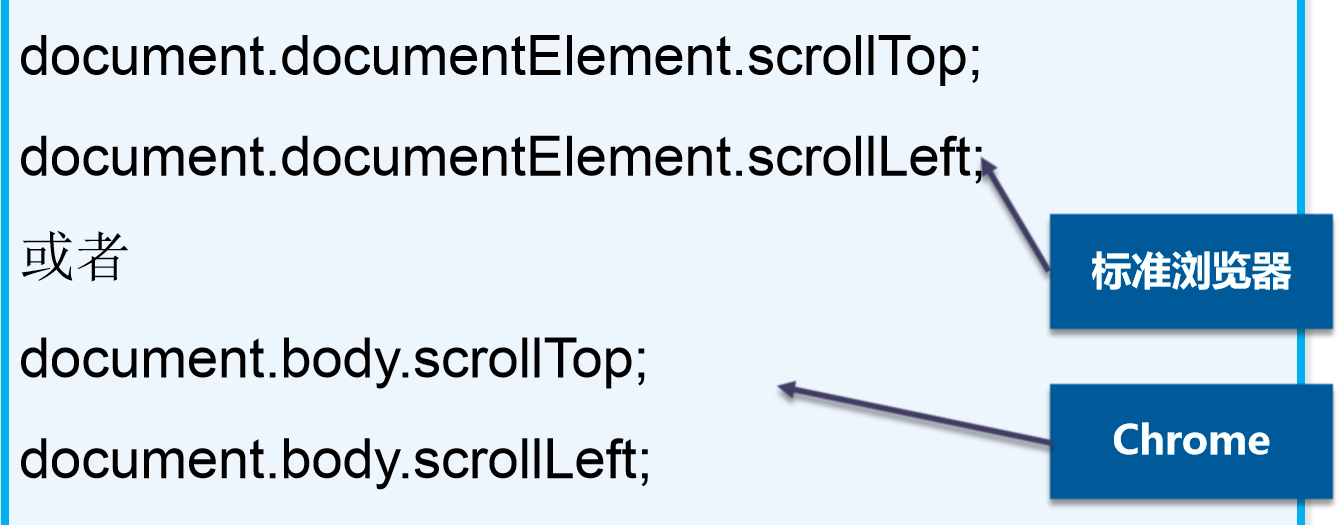 document.documentElement.scrollTop;
document.documentElement.scrollLeft;
标准浏览器
或者
document.body.scrollTop;
Chrome
document.body.scrollLeft;